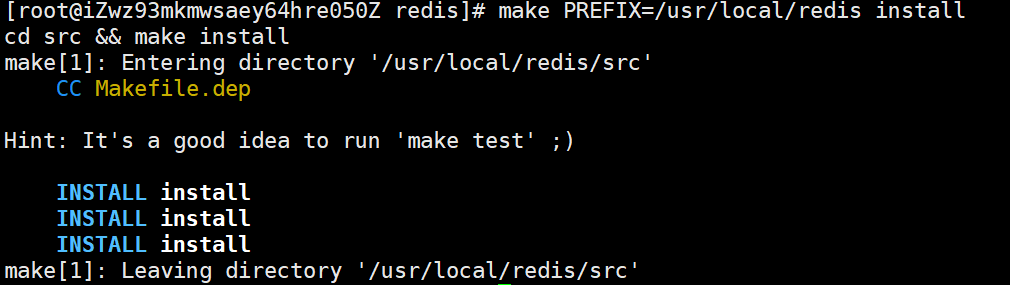 [root@iZwz93mkmwsaey64hre050Z redis]# make PREFIX=/usr/local/redis install
cd src && make install
make[1]: Entering directory '/usr/local/redis/src'
    CC Makefile.dep
Hint: It's a good idea to run 'make test' ;)
    INSTALL install
    INSTALL install
    INSTALL install
make[1]: Leaving directory '/usr/local/redis/src'